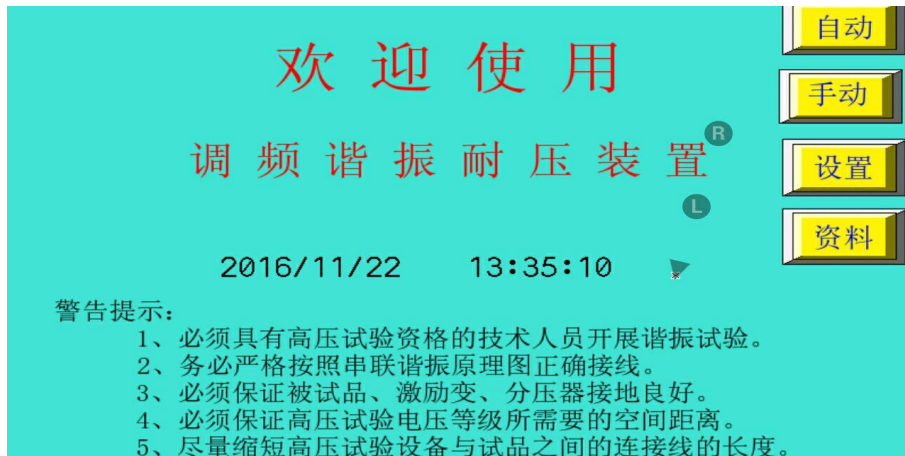 欢迎使用
调频谐振耐压装置
2016/11/22 13:35:10
自动
手动
设置
资料
R
L
警告提示：
1、必须具有高压试验资格的技术人员开展谐振试验。
2、务必严格按照串联谐振原理图正确接线。
3、必须保证被试品、激励变、分压器接地良好。
4、必须保证高压试验电压等级所需要的空间距离。
5、尽量缩短高压试验设备与试品之间的连接线的长度。